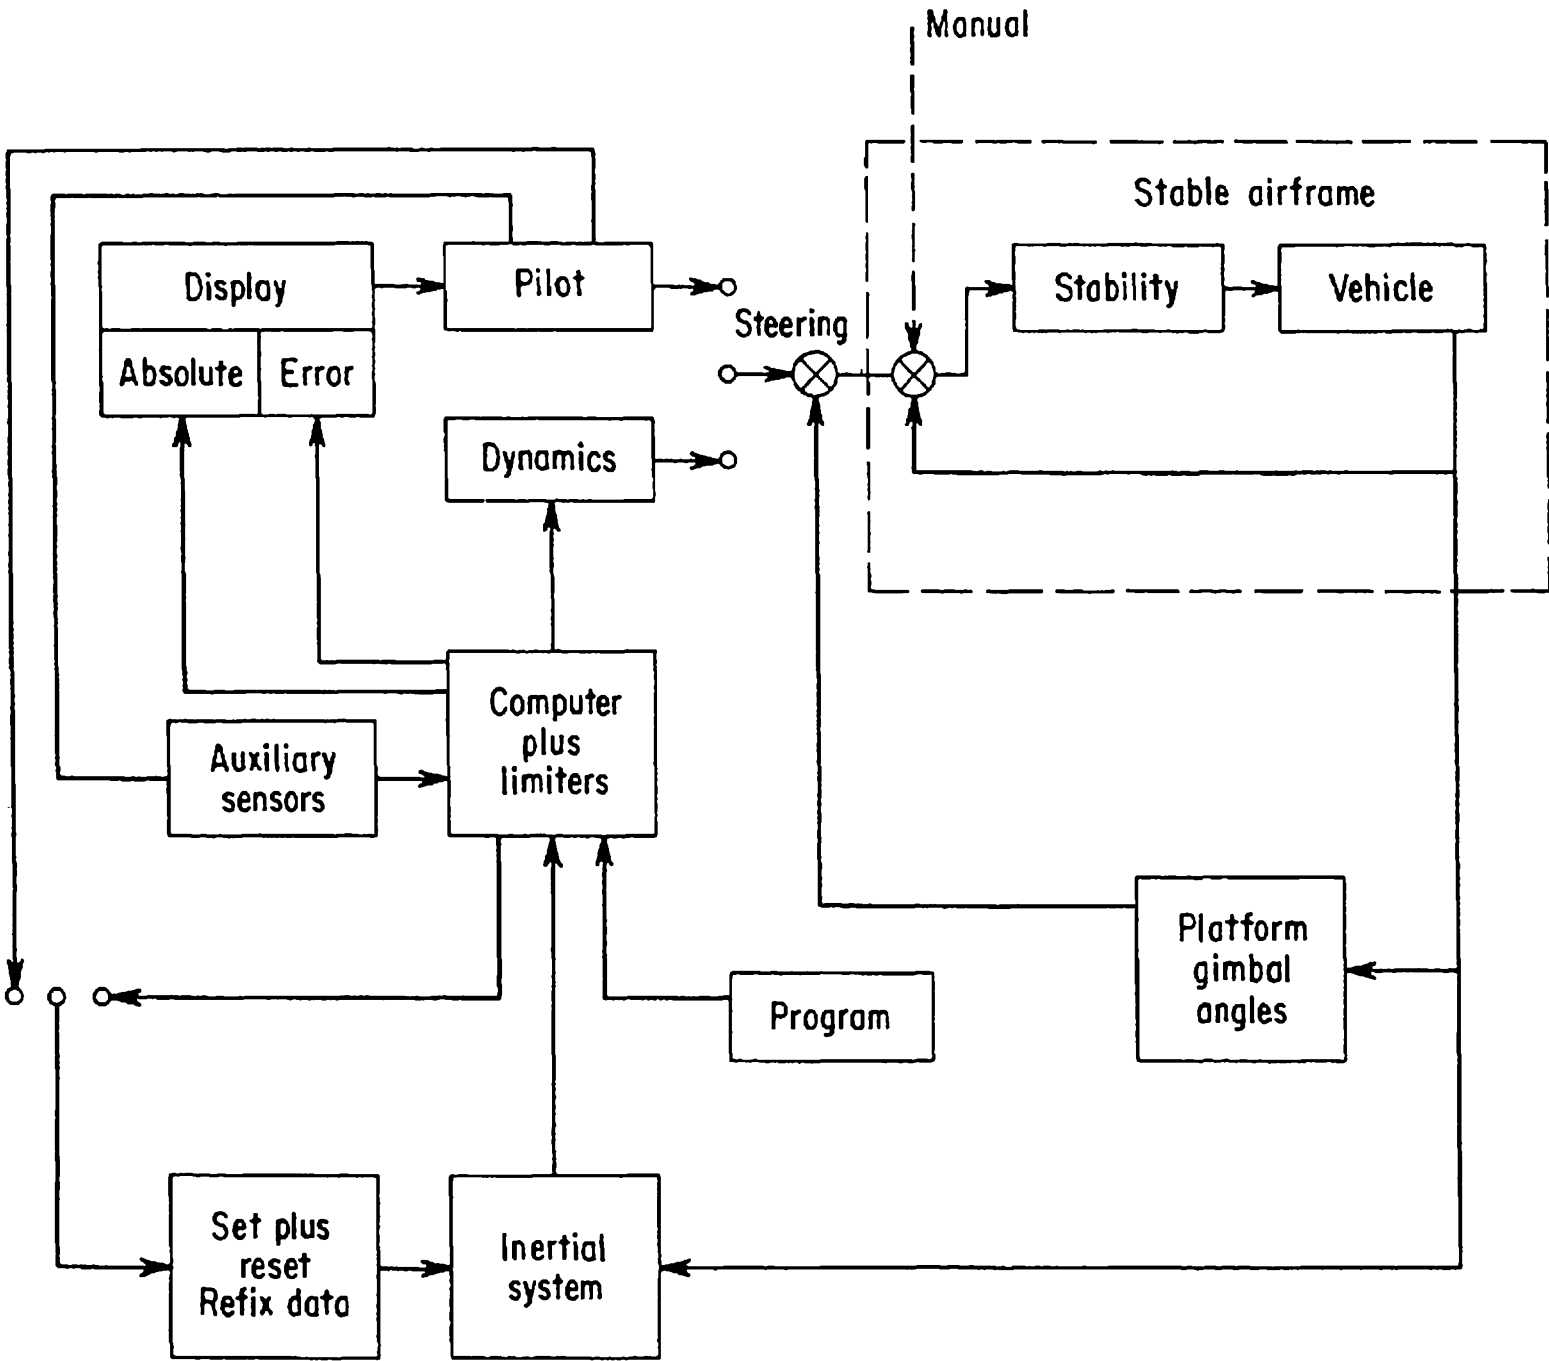 Manual
Stable airframe
Display
Pilot
Stability
Vehicle
Steering
Absolute
Error
Dynamics
Computer
plus
limiters
Auxiliary
sensors
Platform
gimbal
angles
Program
Set plus
reset
Refix data
Inertial
system